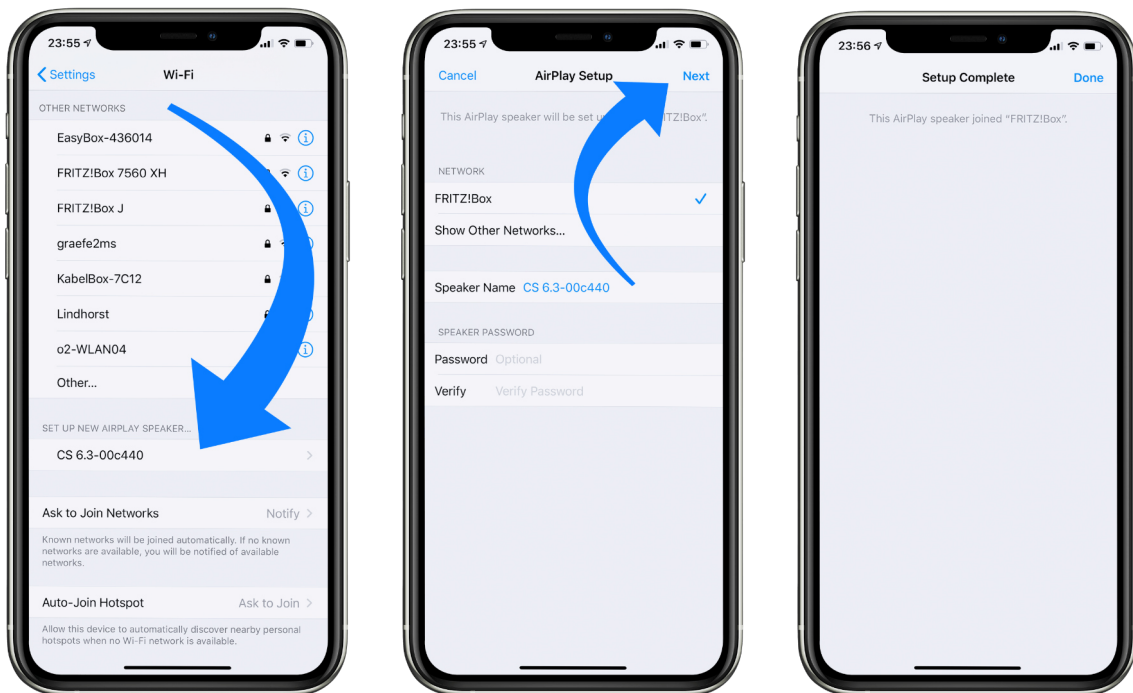 23:55
Settings
Wi-Fi
OTHER NETWORKS
EasyBox-436014
FRITZ!Box 7560 XH
FRITZ!Box J
graefe2ms
KabelBox-7C12
Lindhorst
o2-WLAN04
Other...
SET UP NEW AIRPLAY SPEAKER...
CS 6.3-00c440
Ask to Join Networks
Notify
Known networks will be joined automatically. If no known
networks are available, you will be notified of available
networks.
Auto-Join Hotspot
Ask to Join
Allow this device to automatically discover nearby personal
hotspots when no Wi-Fi network is available.
23:55
Cancel
AirPlay Setup
Next
This AirPlay speaker will be set
NETWORK
FRITZ!Box
Show Other Networks...
Speaker Name CS 6.3-00c440
SPEAKER PASSWORD
Password Optional
Verify Verify Password
23:56
Setup Complete
Done
This AirPlay speaker joined “FRITZ!Box”.